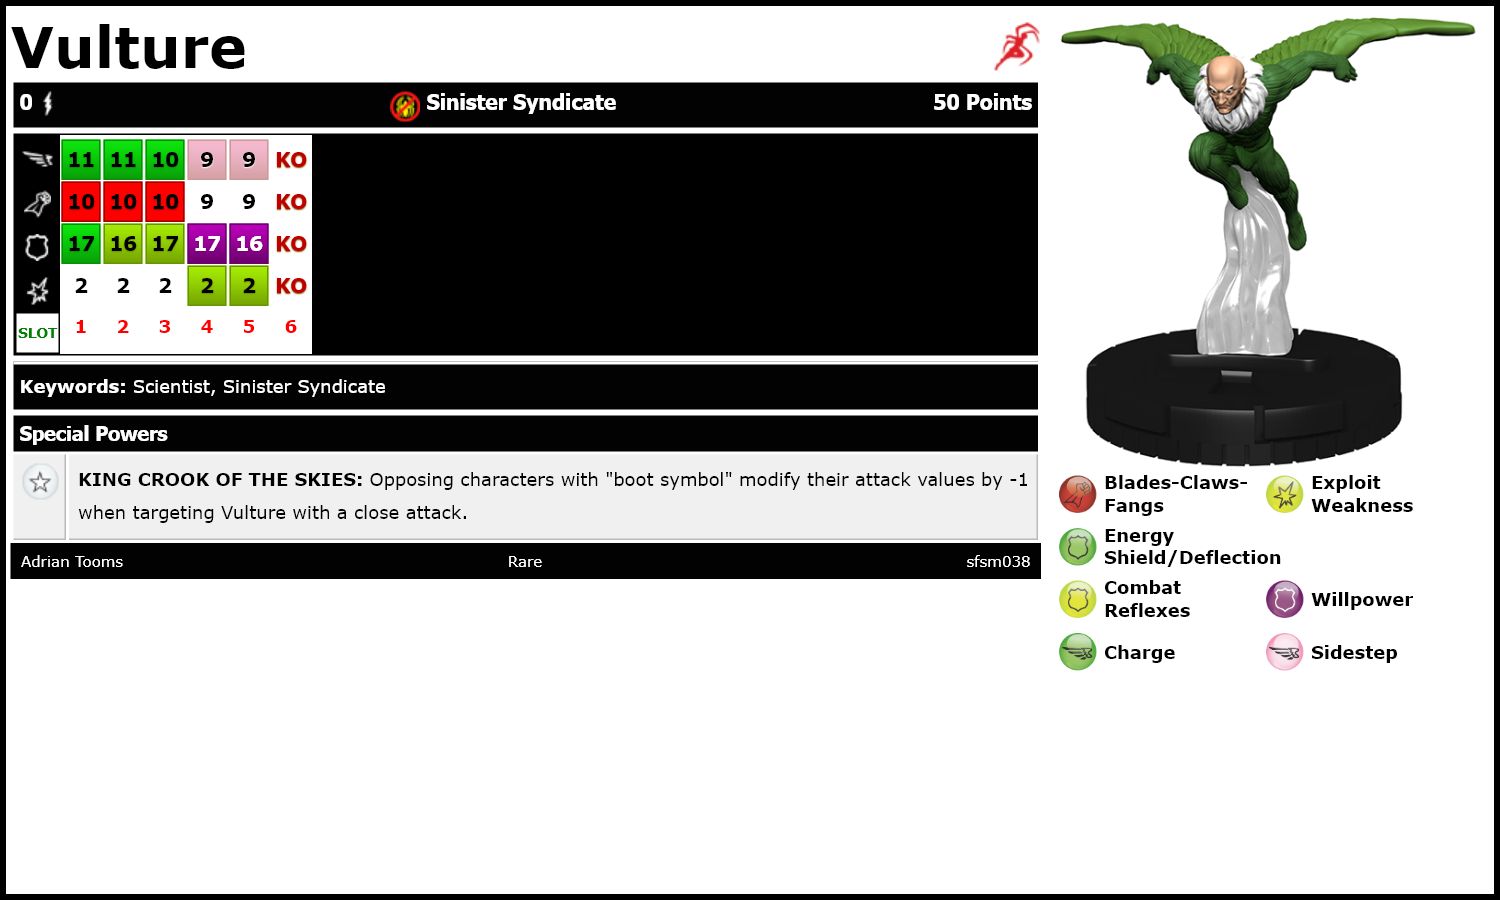 Vulture
0 Sinister Syndicate 50 Points
11 11 10 9 9 KO
10 10 10 9 9 KO
17 16 17 17 16 KO
2 2 2 2 2 KO
SLOT 1 2 3 4 5 6
Keywords: Scientist, Sinister Syndicate
Special Powers
KING CROOK OF THE SKIES: Opposing characters with "boot symbol" modify their attack values by -1
when targeting Vulture with a close attack.
Adrian Tooms Rare sfsm038
Blades-Claws-
Fangs
Exploit
Weakness
Energy
Shield/Deflection
Combat
Reflexes
Willpower
Charge
Sidestep